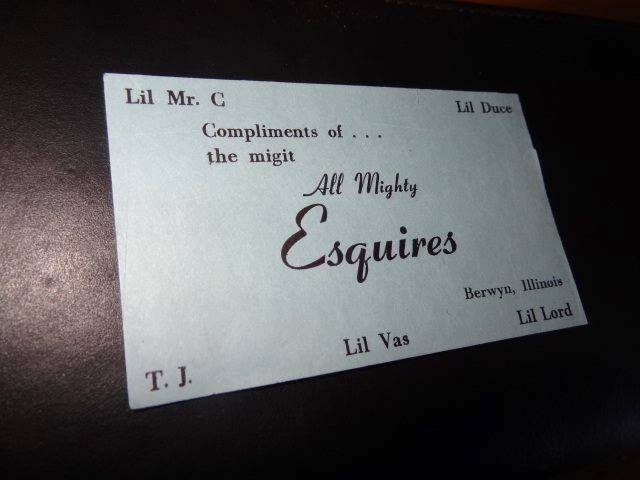 Lil Mr. C
Lil Duce
Compliments of . . .
the migit
All Mighty
Esquires
Berwyn, Illinois
Lil Lord
Lil Vas
T. J.